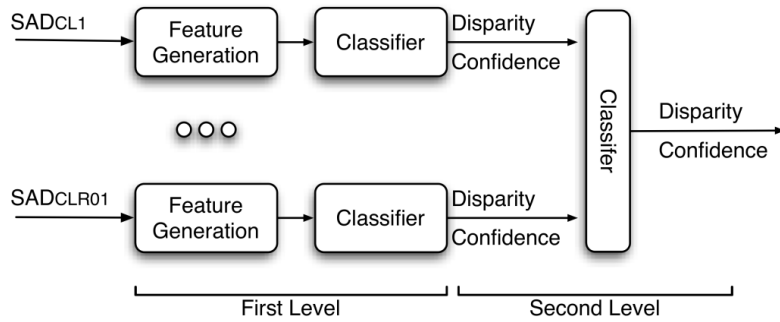 SADCL1
Feature
Generation
Classifier
Disparity
Confidence
SADCLR01
Feature
Generation
Classifier
Disparity
Confidence
Classifer
Disparity
Confidence
First Level
Second Level